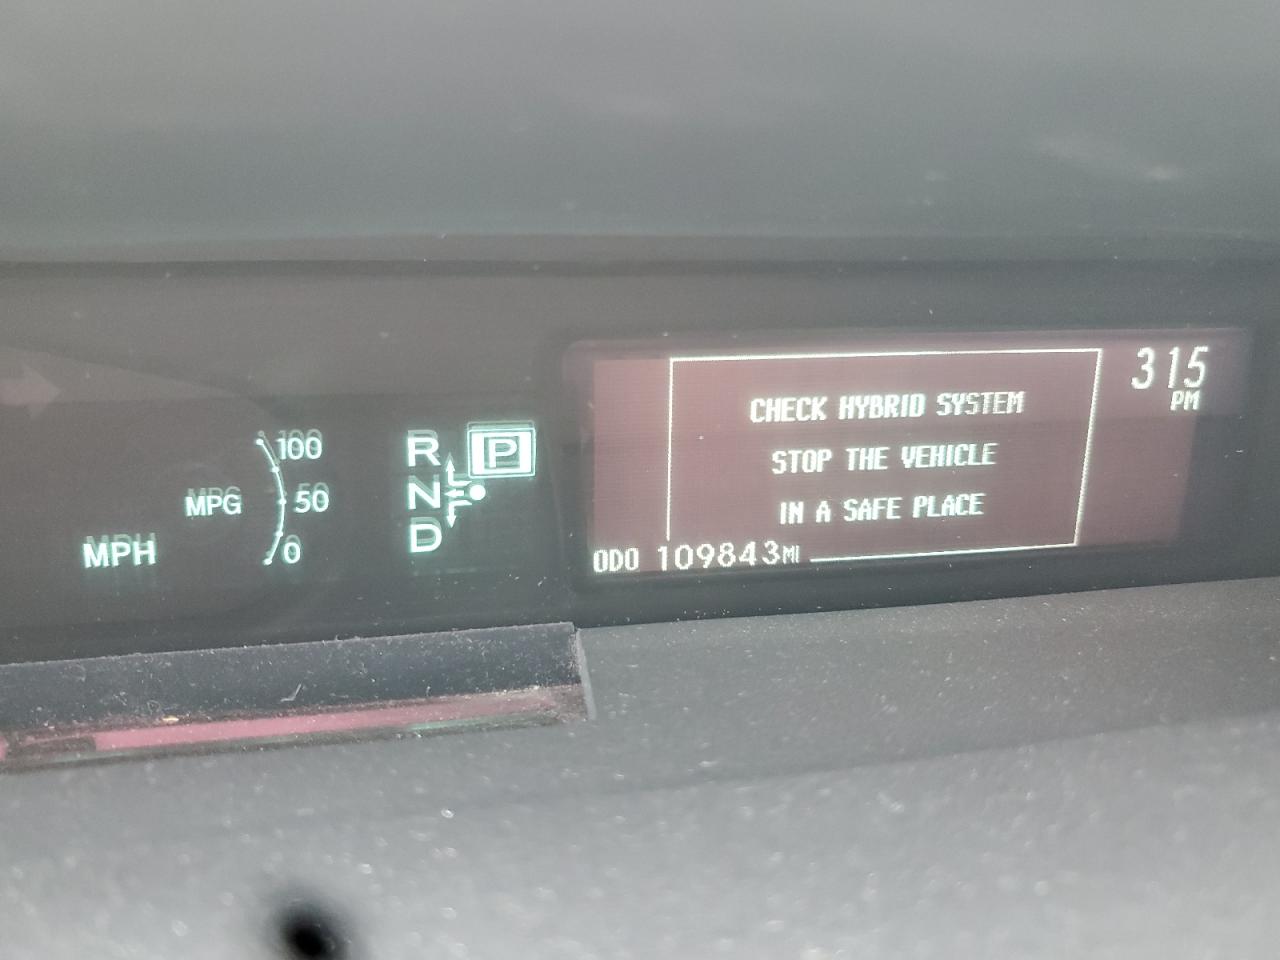 MPH
MPG
100
50
0
R
N
D
P
CHECK HYBRID SYSTEM
STOP THE VEHICLE
IN A SAFE PLACE
ODO 109843MI
315
PM